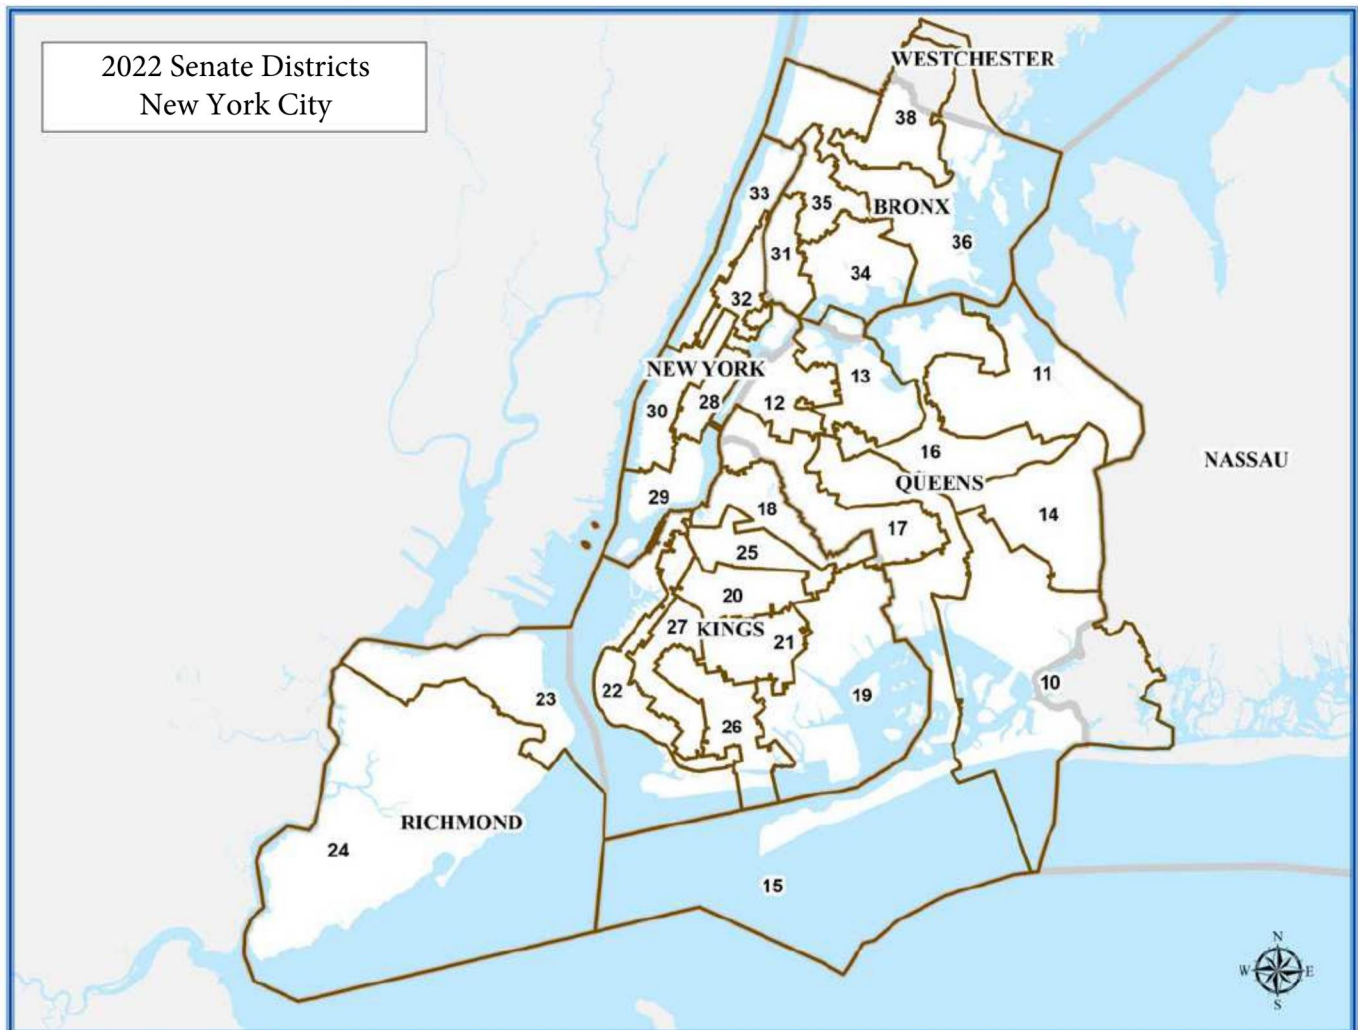 2022 Senate Districts
New York City
WESTCHESTER
38
33
35
BRONX
36
31
34
32
NEW YORK
13
11
28
12
30
16
NASSAU
QUEENS
29
18
14
17
25
20
27
KINGS
21
10
22
23
19
26
RICHMOND
24
15
N
W
E
S